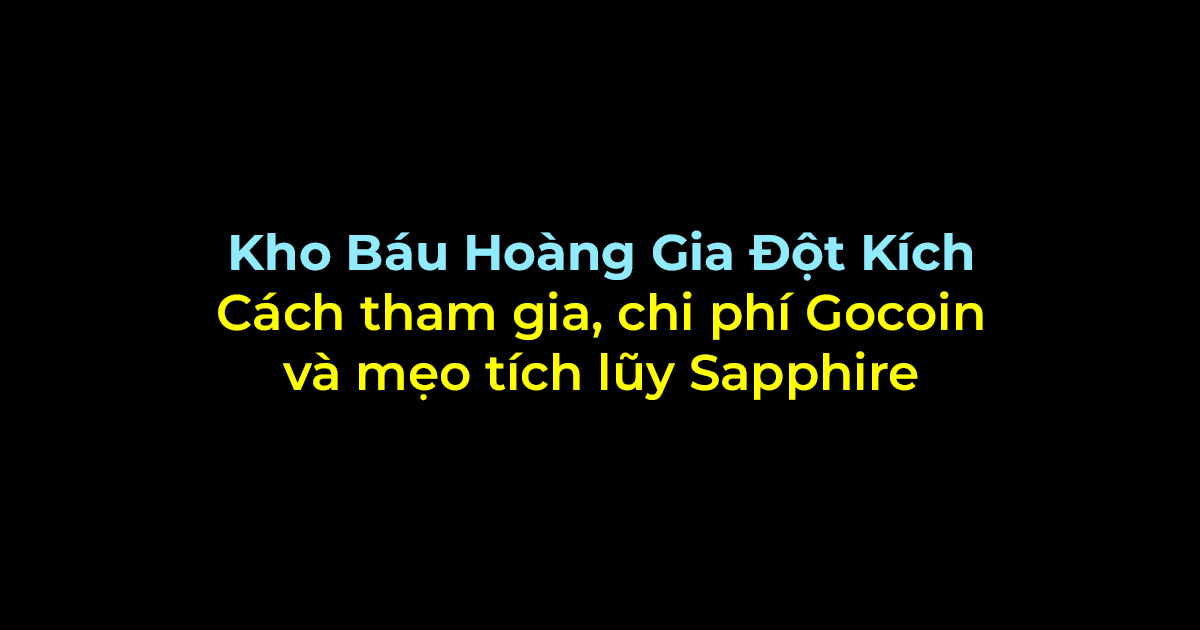 Kho Báu Hoàng Gia Đột Kích
Cách tham gia, chi phí Gocoin
và mẹo tích lũy Sapphire